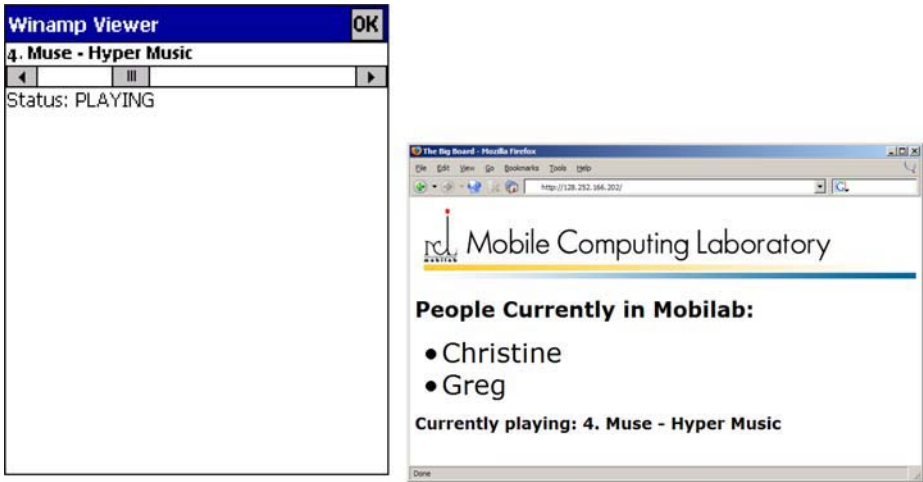 Winamp Viewer OK
4. Muse - Hyper Music
Status: PLAYING
The Big Board - Mozilla Firefox
File Edit View Go Bookmarks Tools Help
http://128.252.166.202/
mobilab
Mobile Computing Laboratory
People Currently in Mobilab:
• Christine
• Greg
Currently playing: 4. Muse - Hyper Music
Done